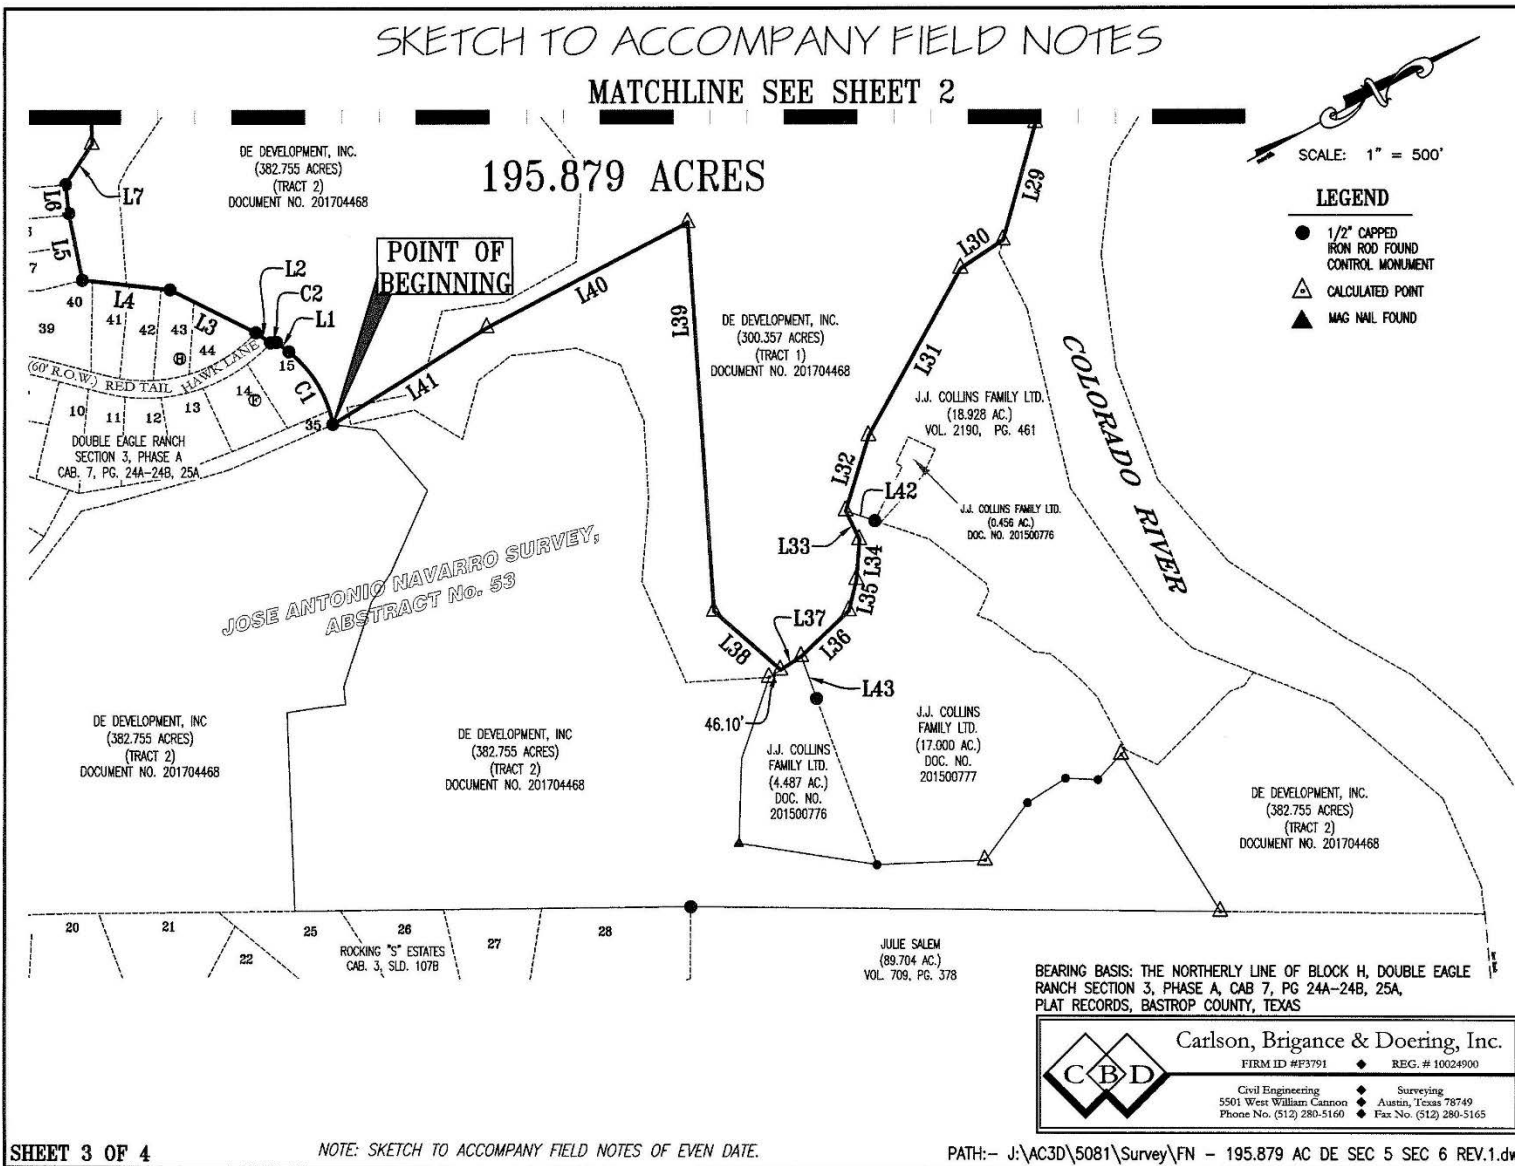 SKETCH TO ACCOMPANY FIELD NOTES
MATCHLINE SEE SHEET 2
SCALE: 1" = 500'
LEGEND
1/2" CAPPED
IRON ROD FOUND
CONTROL MONUMENT
CALCULATED POINT
MAG NAIL FOUND
DE DEVELOPMENT, INC.
(382.755 ACRES)
(TRACT 2)
DOCUMENT NO. 201704468
195.879 ACRES
POINT OF
BEGINNING
L7
L6
L5
L4
L3
L2
C2
L1
C1
L41
L40
L39
L29
L30
L31
L32
L42
L33
L34
L35
L36
L37
L38
L43
46.10'
7
40
39
41
42
43
H
44
15
14
F
13
12
11
10
35
(60' R.O.W.) RED TAIL HAWK LANE
DOUBLE EAGLE RANCH
SECTION 3, PHASE A
CAB. 7, PG. 24A-24B, 25A
DE DEVELOPMENT, INC.
(300.357 ACRES)
(TRACT 1)
DOCUMENT NO. 201704468
J.J. COLLINS FAMILY LTD.
(18.928 AC.)
VOL. 2190, PG. 461
J.J. COLLINS FAMILY LTD.
(0.456 AC.)
DOC. NO. 201500776
COLORADO RIVER
JOSE ANTONIO NAVARRO SURVEY,
ABSTRACT No. 53
DE DEVELOPMENT, INC
(382.755 ACRES)
(TRACT 2)
DOCUMENT NO. 201704468
DE DEVELOPMENT, INC
(382.755 ACRES)
(TRACT 2)
DOCUMENT NO. 201704468
J.J. COLLINS
FAMILY LTD.
(4.487 AC.)
DOC. NO.
201500776
J.J. COLLINS
FAMILY LTD.
(17.000 AC.)
DOC. NO.
201500777
DE DEVELOPMENT, INC.
(382.755 ACRES)
(TRACT 2)
DOCUMENT NO. 201704468
20
21
22
25
26
27
28
ROCKING "S" ESTATES
CAB. 3, SLD. 107B
JULIE SALEM
(89.704 AC.)
VOL. 709, PG. 378
BEARING BASIS: THE NORTHERLY LINE OF BLOCK H, DOUBLE EAGLE
RANCH SECTION 3, PHASE A, CAB 7, PG 24A-24B, 25A,
PLAT RECORDS, BASTROP COUNTY, TEXAS
CBD
Carlson, Brigance & Doering, Inc.
FIRM ID #F3791 ◆ REG. # 10024900
Civil Engineering ◆ Surveying
5501 West William Cannon ◆ Austin, Texas 78749
Phone No. (512) 280-5160 ◆ Fax No. (512) 280-5165
SHEET 3 OF 4
NOTE: SKETCH TO ACCOMPANY FIELD NOTES OF EVEN DATE.
PATH:- J:\AC3D\5081\Survey\FN - 195.879 AC DE SEC 5 SEC 6 REV.1.dw